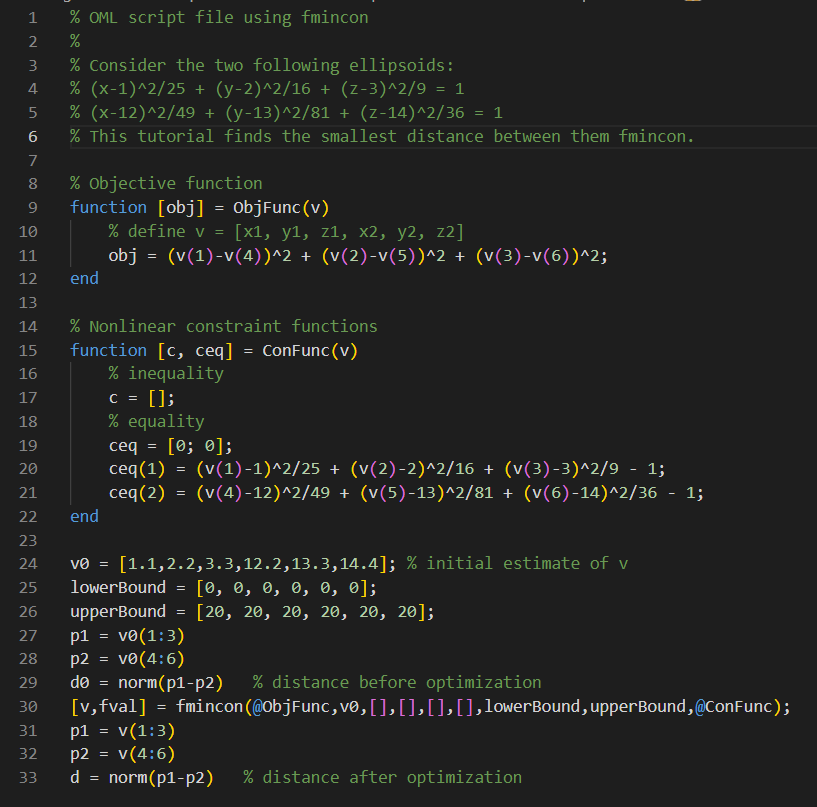 1 % OML script file using fmincon
2 %
3 % Consider the two following ellipsoids:
4 % (x-1)^2/25 + (y-2)^2/16 + (z-3)^2/9 = 1
5 % (x-12)^2/49 + (y-13)^2/81 + (z-14)^2/36 = 1
6 % This tutorial finds the smallest distance between them fmincon.
7
8 % Objective function
9 function [obj] = ObjFunc(v)
10     % define v = [x1, y1, z1, x2, y2, z2]
11     obj = (v(1)-v(4))^2 + (v(2)-v(5))^2 + (v(3)-v(6))^2;
12 end
13
14 % Nonlinear constraint functions
15 function [c, ceq] = ConFunc(v)
16     % inequality
17     c = [];
18     % equality
19     ceq = [0; 0];
20     ceq(1) = (v(1)-1)^2/25 + (v(2)-2)^2/16 + (v(3)-3)^2/9 - 1;
21     ceq(2) = (v(4)-12)^2/49 + (v(5)-13)^2/81 + (v(6)-14)^2/36 - 1;
22 end
23
24 v0 = [1.1,2.2,3.3,12.2,13.3,14.4]; % initial estimate of v
25 lowerBound = [0, 0, 0, 0, 0, 0];
26 upperBound = [20, 20, 20, 20, 20, 20];
27 p1 = v0(1:3)
28 p2 = v0(4:6)
29 d0 = norm(p1-p2)   % distance before optimization
30 [v,fval] = fmincon(@ObjFunc,v0,[],[],[],[],lowerBound,upperBound,@ConFunc);
31 p1 = v(1:3)
32 p2 = v(4:6)
33 d = norm(p1-p2)   % distance after optimization